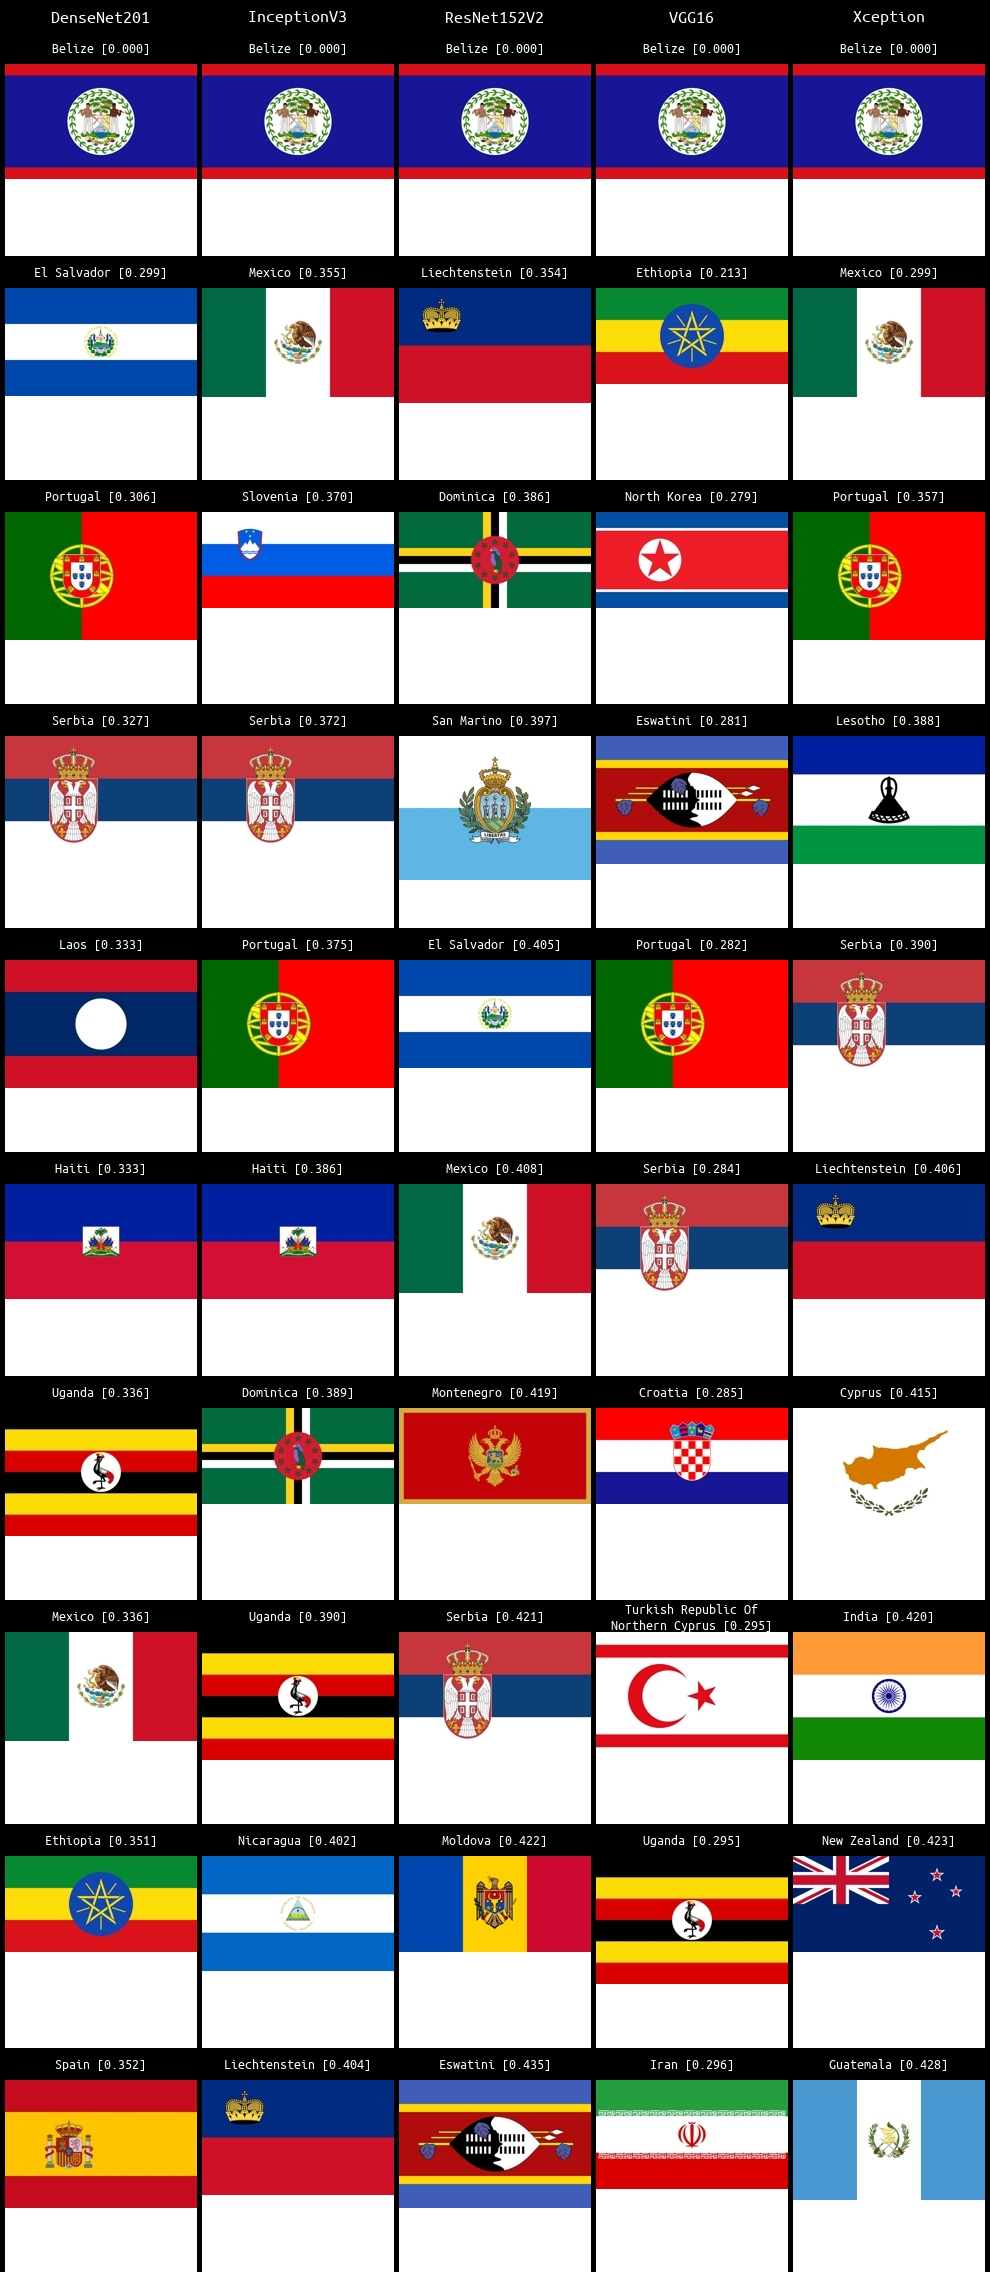 DenseNet201 InceptionV3 ResNet152V2 VGG16 Xception
Belize [0.000] Belize [0.000] Belize [0.000] Belize [0.000] Belize [0.000]
El Salvador [0.299] Mexico [0.355] Liechtenstein [0.354] Ethiopia [0.213] Mexico [0.299]
Portugal [0.306] Slovenia [0.370] Dominica [0.386] North Korea [0.279] Portugal [0.357]
Serbia [0.327] Serbia [0.372] San Marino [0.397] Eswatini [0.281] Lesotho [0.388]
LIBERTAS
Laos [0.333] Portugal [0.375] El Salvador [0.405] Portugal [0.282] Serbia [0.390]
Haiti [0.333] Haiti [0.386] Mexico [0.408] Serbia [0.284] Liechtenstein [0.406]
Uganda [0.336] Dominica [0.389] Montenegro [0.419] Croatia [0.285] Cyprus [0.415]
Mexico [0.336] Uganda [0.390] Serbia [0.421] Turkish Republic Of
Northern Cyprus [0.295] India [0.420]
Ethiopia [0.351] Nicaragua [0.402] Moldova [0.422] Uganda [0.295] New Zealand [0.423]
Spain [0.352] Liechtenstein [0.404] Eswatini [0.435] Iran [0.296] Guatemala [0.428]